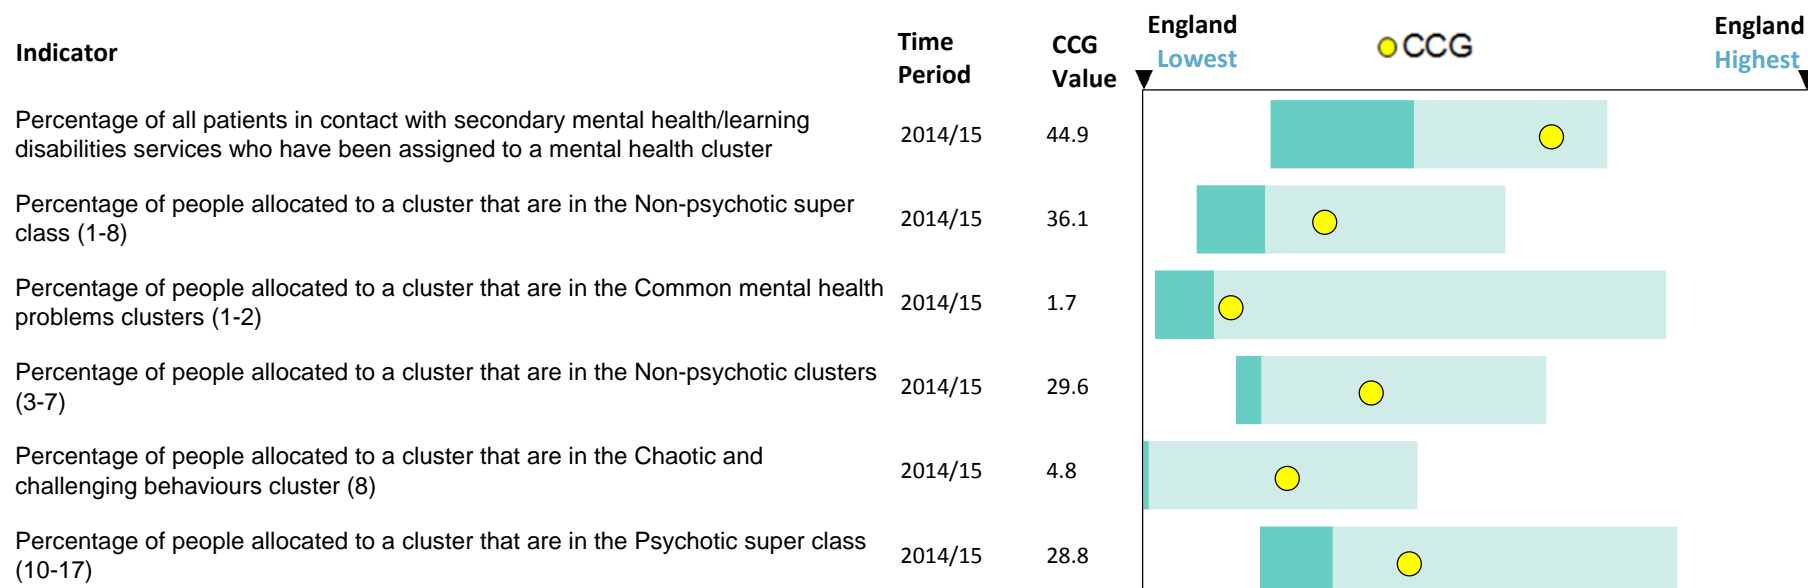 Indicator
Time
Period
CCG
Value
England
Lowest
CCG
England
Highest
Percentage of all patients in contact with secondary mental health/learning
disabilities services who have been assigned to a mental health cluster
2014/15
44.9
Percentage of people allocated to a cluster that are in the Non-psychotic super
class (1-8)
2014/15
36.1
Percentage of people allocated to a cluster that are in the Common mental health
problems clusters (1-2)
2014/15
1.7
Percentage of people allocated to a cluster that are in the Non-psychotic clusters
(3-7)
2014/15
29.6
Percentage of people allocated to a cluster that are in the Chaotic and
challenging behaviours cluster (8)
2014/15
4.8
Percentage of people allocated to a cluster that are in the Psychotic super class
(10-17)
2014/15
28.8